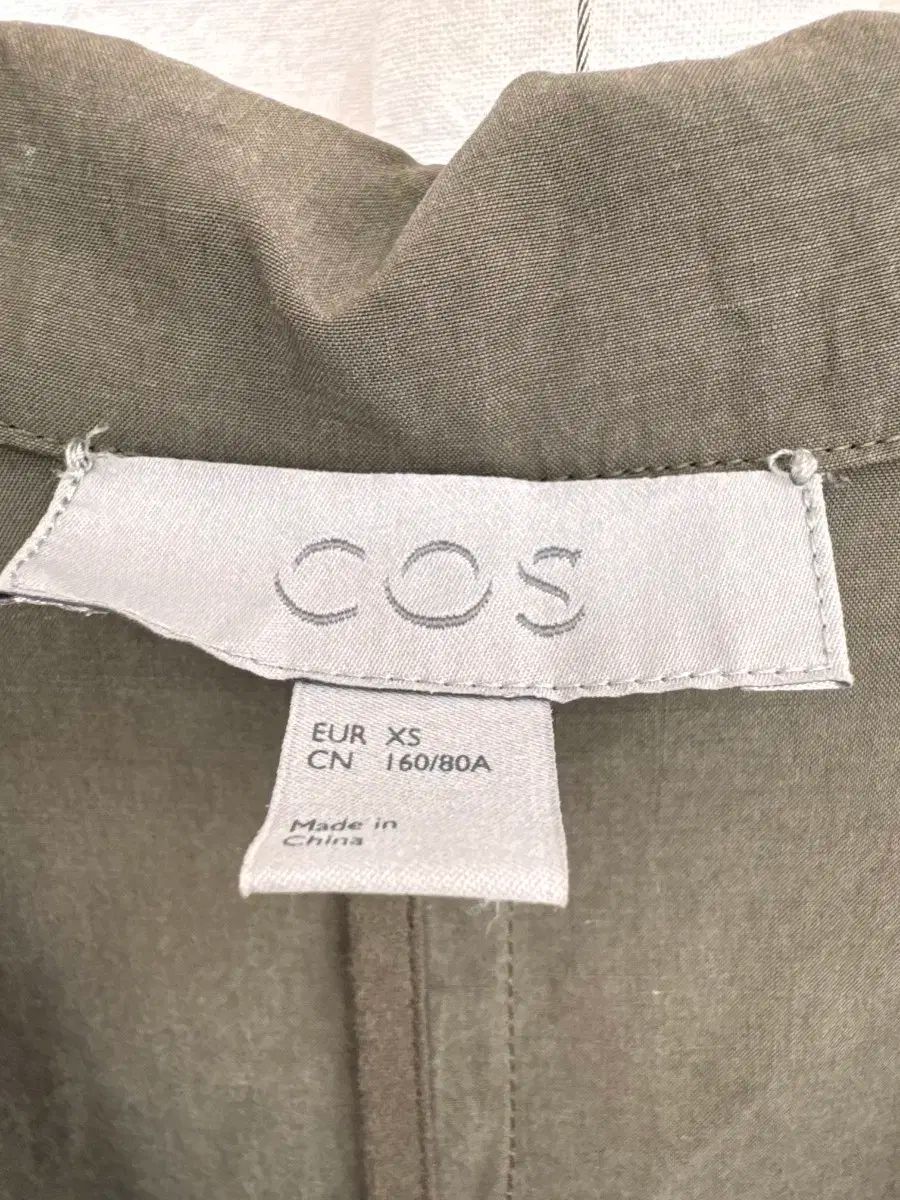 COS
EUR XS
CN 160/80A
Made in
China